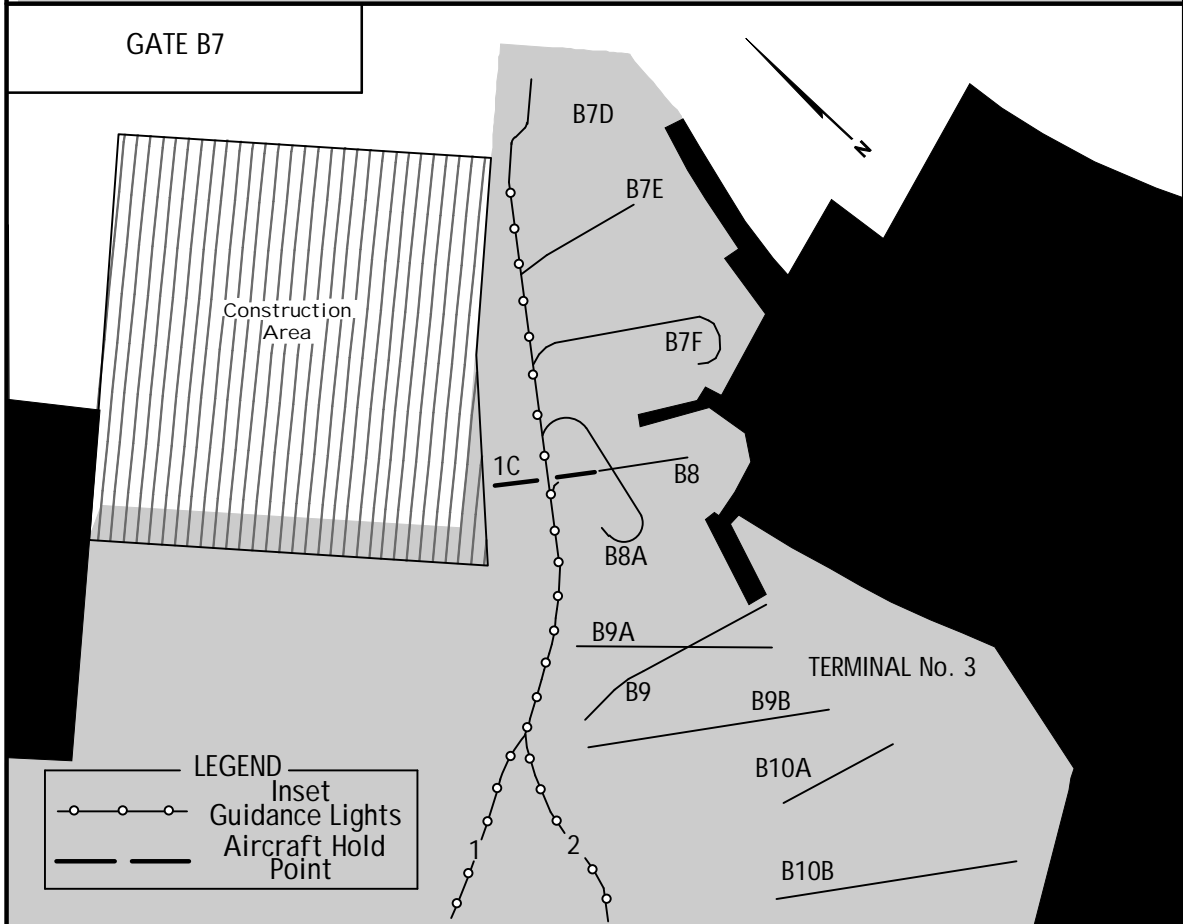 GATE B7
B7D
N
B7E
Construction
Area
B7F
1C
B8
B8A
B9A
TERMINAL No. 3
B9
B9B
B10A
LEGEND
Inset
Guidance Lights
Aircraft Hold
Point
1
2
B10B